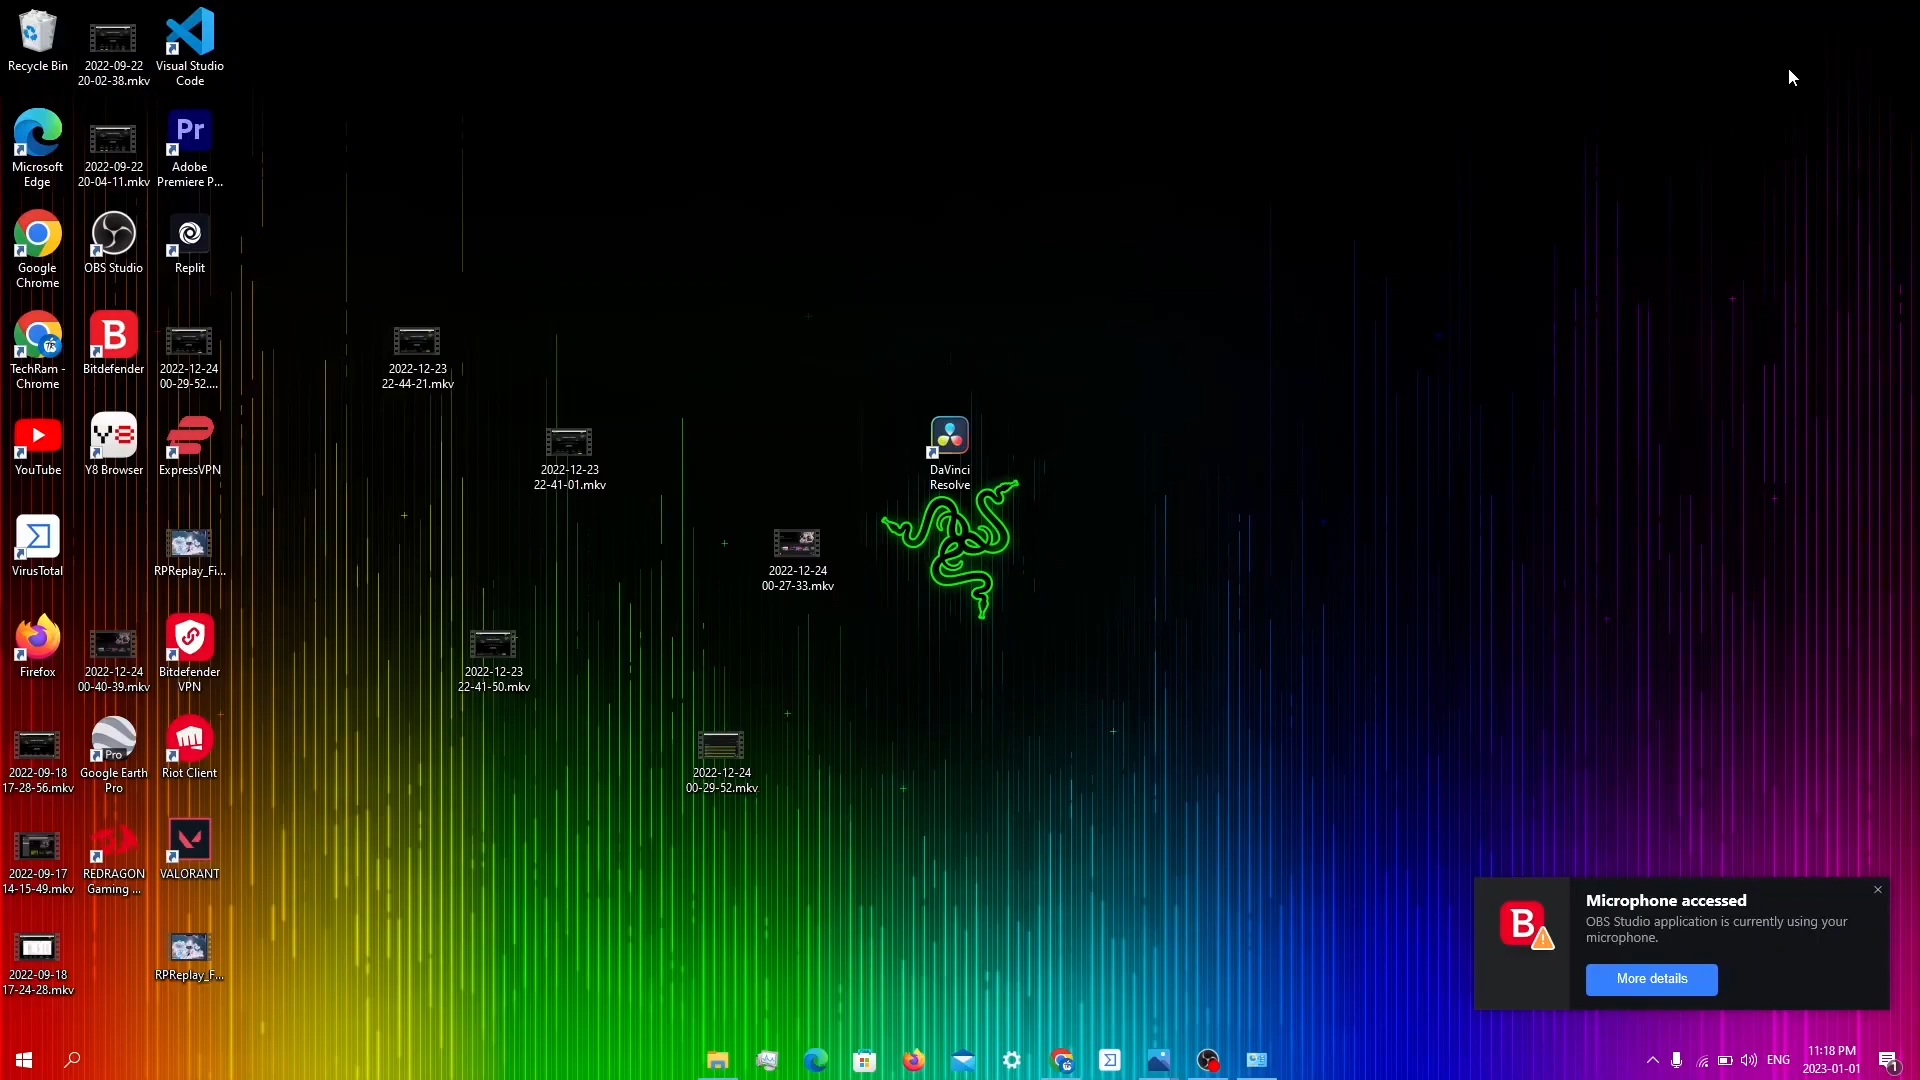 Recycle Bin
2022-09-22
20-02-38.mkv
Visual Studio
Code
Microsoft
Edge
2022-09-22
20-04-11.mkv
Pr
Adobe
Premiere P...
Google
Chrome
OBS Studio
Replit
TechRam -
Chrome
B
Bitdefender
2022-12-24
00-29-52....
2022-12-23
22-44-21.mkv
YouTube
Y8
Y8 Browser
ExpressVPN
2022-12-23
22-41-01.mkv
DaVinci
Resolve
VirusTotal
RPReplay_Fi...
2022-12-24
00-27-33.mkv
Firefox
2022-12-24
00-40-39.mkv
Bitdefender
VPN
2022-12-23
22-41-50.mkv
2022-09-18
17-28-56.mkv
Pro
Google Earth
Pro
Riot Client
2022-12-24
00-29-52.mkv
2022-09-17
14-15-49.mkv
REDRAGON
Gaming ...
VALORANT
2022-09-18
17-24-28.mkv
RPReplay_F...
B
Microphone accessed
OBS Studio application is currently using your
microphone.
More details
ENG
11:18 PM
2023-01-01
1